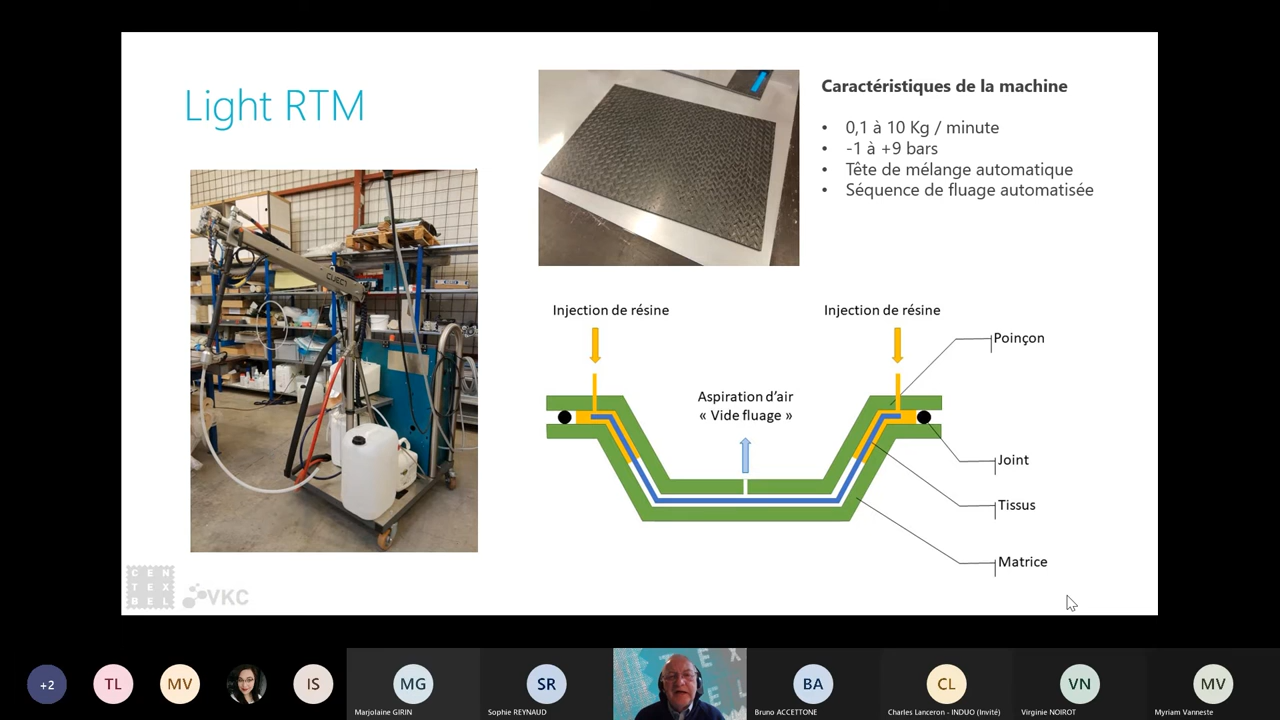 Light RTM
Caractéristiques de la machine
• 0,1 à 10 Kg / minute
• -1 à +9 bars
• Tête de mélange automatique
• Séquence de fluage automatisée
Injection de résine
Injection de résine
Poinçon
Aspiration d'air
« Vide fluage »
Joint
Tissus
Matrice
CEN
TEX
BEL
VKC
+2
TL
MV
IS
MG
Marjolaine GIRIN
SR
Sophie REYNAUD
BA
Bruno ACCETTONE
CL
Charles Lanceron - INDUO (Invité)
VN
Virginie NOIROT
MV
Myriam Vanneste